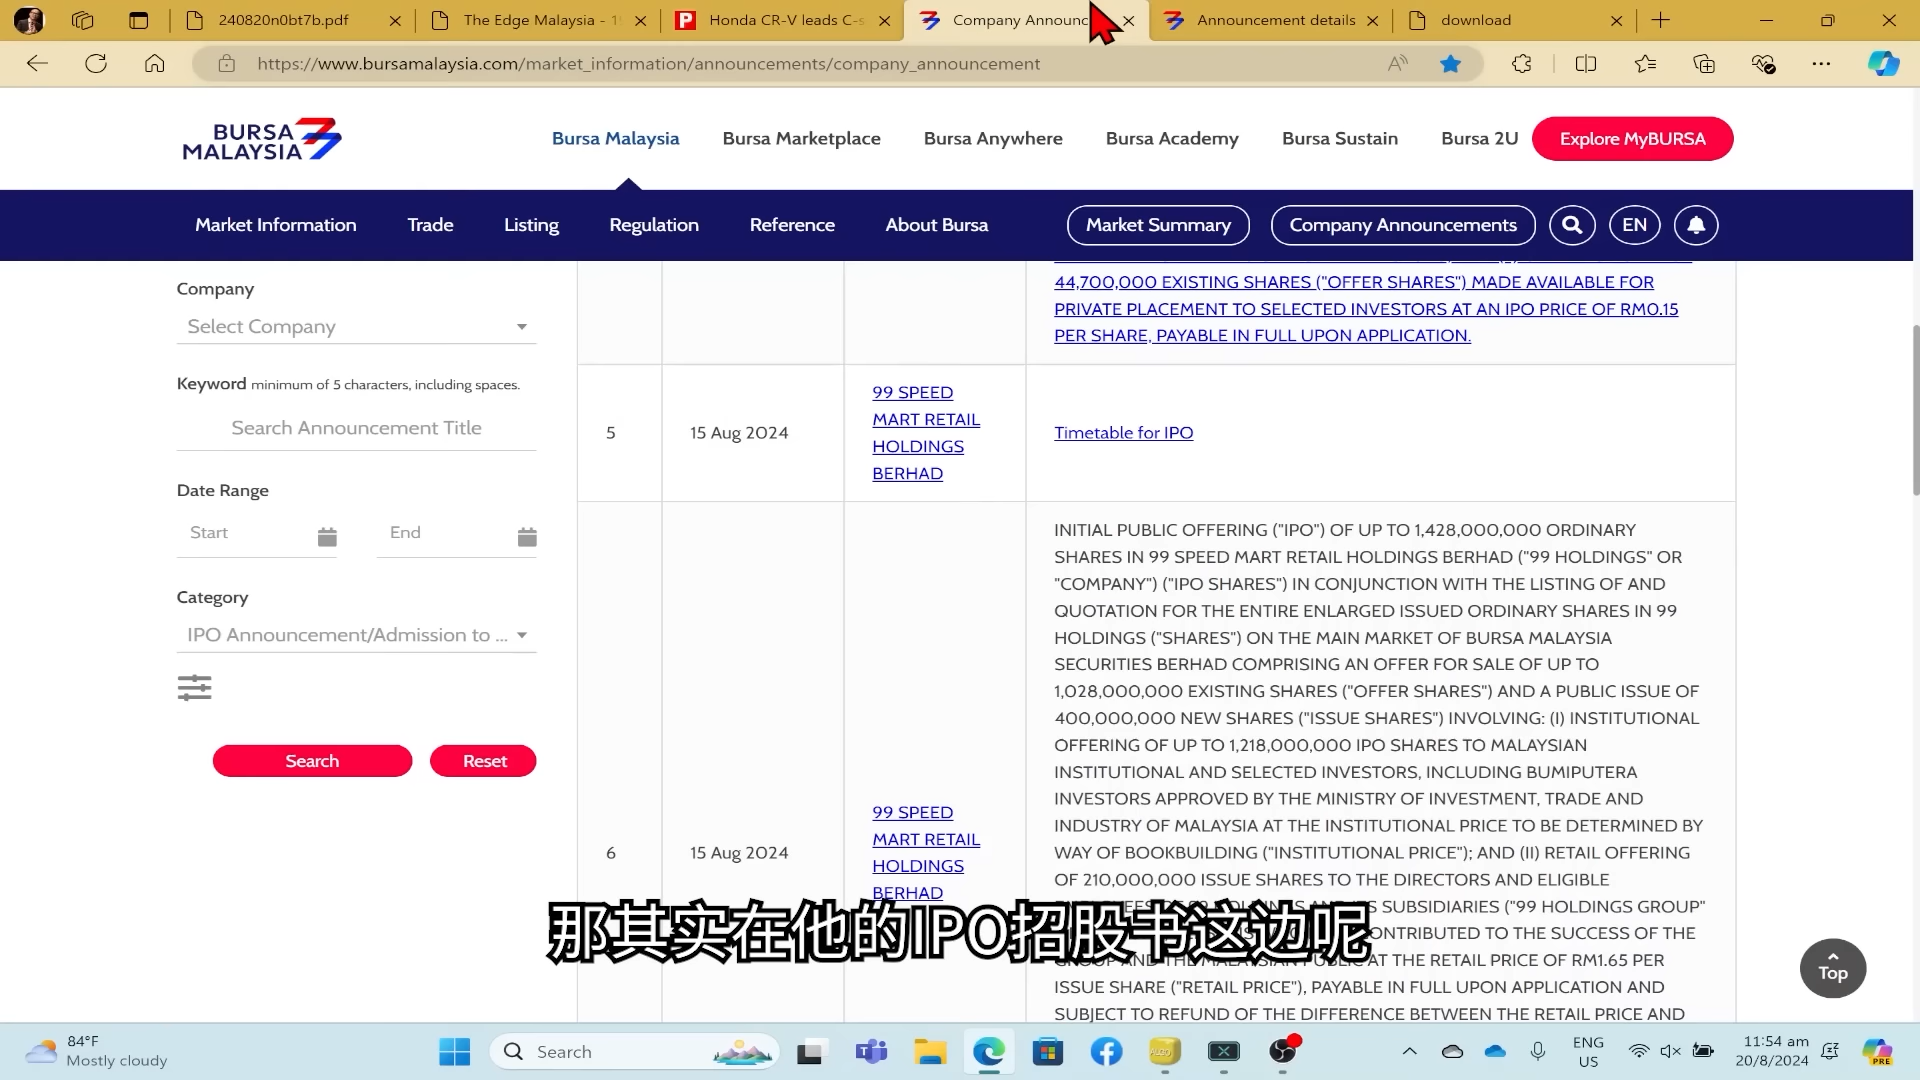 240820n0bt7b.pdf
The Edge Malaysia - 1
Honda CR-V leads C-s
Company Announc
Announcement details
download
https://www.bursamalaysia.com/market_information/announcements/company_announcement
BURSA
MALAYSIA
Bursa Malaysia
Bursa Marketplace
Bursa Anywhere
Bursa Academy
Bursa Sustain
Bursa 2U
Explore MyBURSA
Market Information
Trade
Listing
Regulation
Reference
About Bursa
Market Summary
Company Announcements
EN
Company
Select Company
Keyword minimum of 5 characters, including spaces.
Search Announcement Title
Date Range
Start
End
Category
IPO Announcement/Admission to ...
Search
Reset
44,700,000 EXISTING SHARES ("OFFER SHARES") MADE AVAILABLE FOR
PRIVATE PLACEMENT TO SELECTED INVESTORS AT AN IPO PRICE OF RM0.15
PER SHARE, PAYABLE IN FULL UPON APPLICATION.
5
15 Aug 2024
99 SPEED
MART RETAIL
HOLDINGS
BERHAD
Timetable for IPO
6
15 Aug 2024
99 SPEED
MART RETAIL
HOLDINGS
BERHAD
INITIAL PUBLIC OFFERING ("IPO") OF UP TO 1,428,000,000 ORDINARY
SHARES IN 99 SPEED MART RETAIL HOLDINGS BERHAD ("99 HOLDINGS" OR
"COMPANY") ("IPO SHARES") IN CONJUNCTION WITH THE LISTING OF AND
QUOTATION FOR THE ENTIRE ENLARGED ISSUED ORDINARY SHARES IN 99
HOLDINGS ("SHARES") ON THE MAIN MARKET OF BURSA MALAYSIA
SECURITIES BERHAD COMPRISING AN OFFER FOR SALE OF UP TO
1,028,000,000 EXISTING SHARES ("OFFER SHARES") AND A PUBLIC ISSUE OF
400,000,000 NEW SHARES ("ISSUE SHARES") INVOLVING: (I) INSTITUTIONAL
OFFERING OF UP TO 1,218,000,000 IPO SHARES TO MALAYSIAN
INSTITUTIONAL AND SELECTED INVESTORS, INCLUDING BUMIPUTERA
INVESTORS APPROVED BY THE MINISTRY OF INVESTMENT, TRADE AND
INDUSTRY OF MALAYSIA AT THE INSTITUTIONAL PRICE TO BE DETERMINED BY
WAY OF BOOKBUILDING ("INSTITUTIONAL PRICE"); AND (II) RETAIL OFFERING
OF 210,000,000 ISSUE SHARES TO THE DIRECTORS AND ELIGIBLE
SUBSIDIARIES ("99 HOLDINGS GROUP"
CONTRIBUTED TO THE SUCCESS OF THE
GROUP AND THE MALAYSIAN PUBLIC AT THE RETAIL PRICE OF RM1.65 PER
ISSUE SHARE ("RETAIL PRICE"), PAYABLE IN FULL UPON APPLICATION AND
SUBJECT TO REFUND OF THE DIFFERENCE BETWEEN THE RETAIL PRICE AND
那其实在他的IPO招股书这边呢
Top
84°F
Mostly cloudy
Search
ENG
US
11:54 am
20/8/2024
PRE